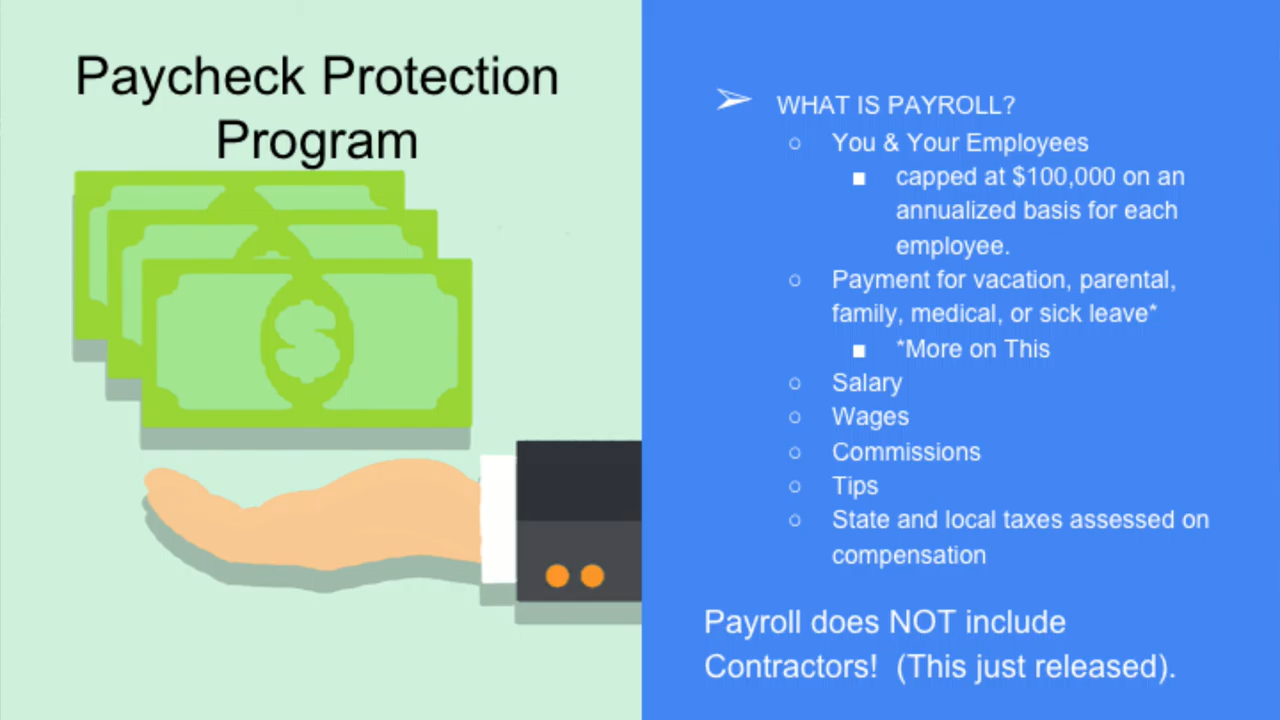 Paycheck Protection
Program
➢ WHAT IS PAYROLL?
○ You & Your Employees
■ capped at $100,000 on an
annualized basis for each
employee.
○ Payment for vacation, parental,
family, medical, or sick leave*
■ *More on This
○ Salary
○ Wages
○ Commissions
○ Tips
○ State and local taxes assessed on
compensation
Payroll does NOT include
Contractors!  (This just released).